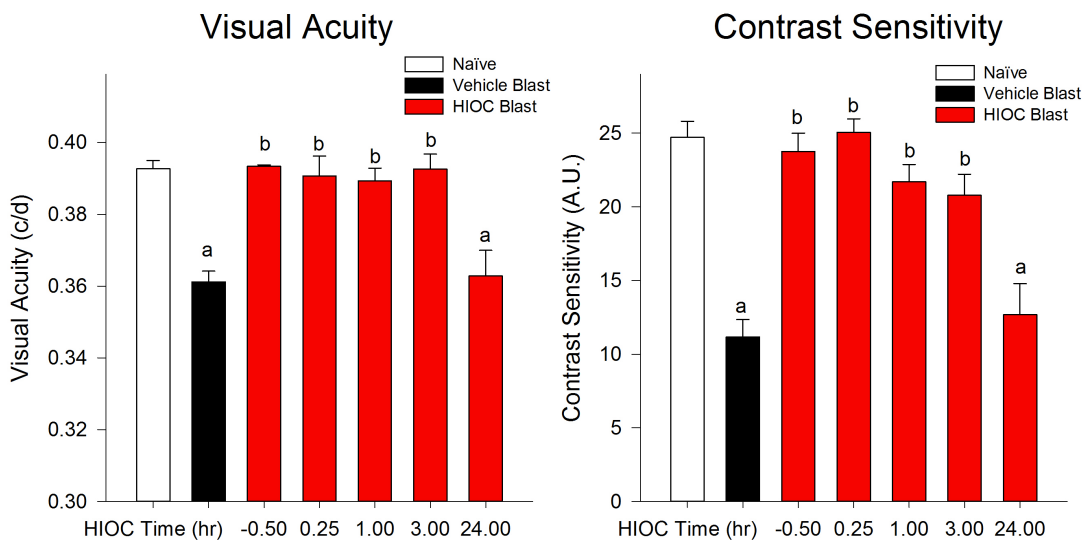 Visual Acuity
Naïve
Vehicle Blast
HIOC Blast
Visual Acuity (c/d)
0.40
0.38
0.36
0.34
0.32
0.30
a
b
b
b
b
a
HIOC Time (hr) -0.50 0.25 1.00 3.00 24.00
Contrast Sensitivity
Naïve
Vehicle Blast
HIOC Blast
Contrast Sensitivity (A.U.)
25
20
15
10
5
0
a
b
b
b
b
a
HIOC Time (hr) -0.50 0.25 1.00 3.00 24.00